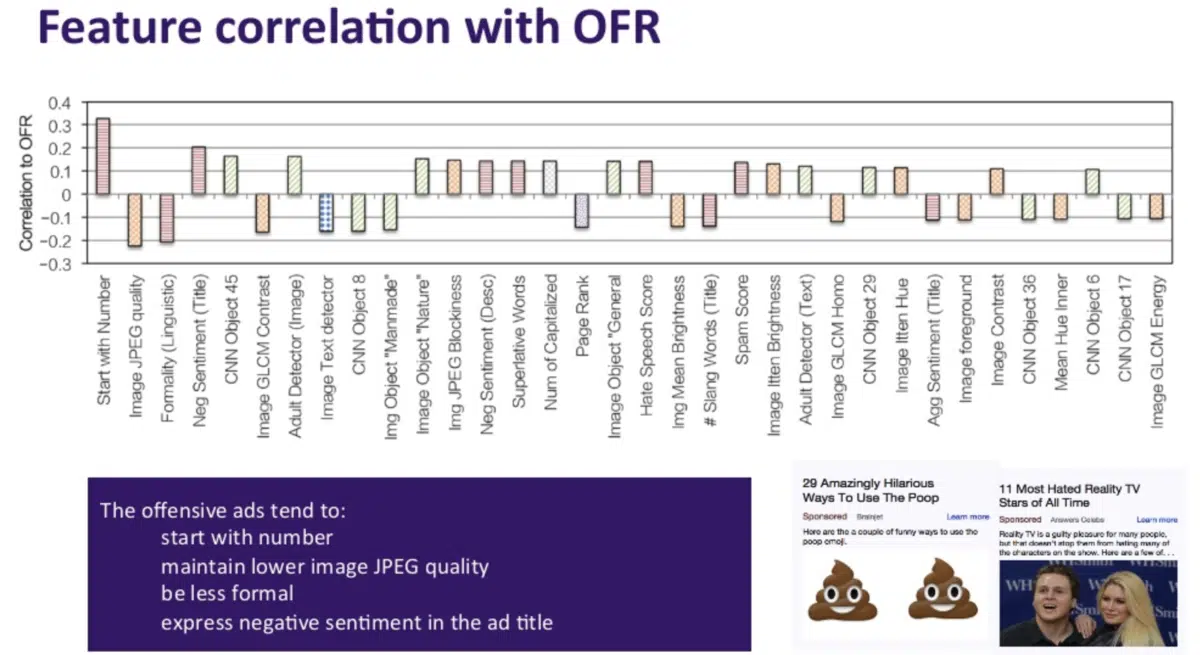 Feature correlation with OFR
Correlation to OFR
0.4
0.3
0.2
0.1
0
−0.1
−0.2
−0.3
Start with Number
Image JPEG quality
Formality (Linguistic)
Neg Sentiment (Title)
CNN Object 45
Image GLCM Contrast
Adult Detector (Image)
Image Text detector
CNN Object 8
Img Object "Manmade"
Image Object "Nature"
Img JPEG Blockiness
Neg Sentiment (Desc)
Superlative Words
Num of Capitalized
Page Rank
Image Object "General
Hate Speech Score
Img Mean Brightness
# Slang Words (Title)
Spam Score
Image Itten Brightness
Adult Detector (Text)
Image GLCM Homo
CNN Object 29
Image Itten Hue
Agg Sentiment (Title)
Image foreground
Image Contrast
CNN Object 36
Mean Hue Inner
CNN Object 6
CNN Object 17
Image GLCM Energy
The offensive ads tend to:
start with number
maintain lower image JPEG quality
be less formal
express negative sentiment in the ad title
29 Amazingly Hilarious
Ways To Use The Poop
Sponsored Brainjet Learn more
Here are the a couple of funny ways to use the
poop emoji.
11 Most Hated Reality TV
Stars of All Time
Sponsored Answers Celebs Learn more
Reality TV is a guilty pleasure for many people,
but that doesn't stop them from hating many of
the characters on the show. Here are a few of...
WHSmith